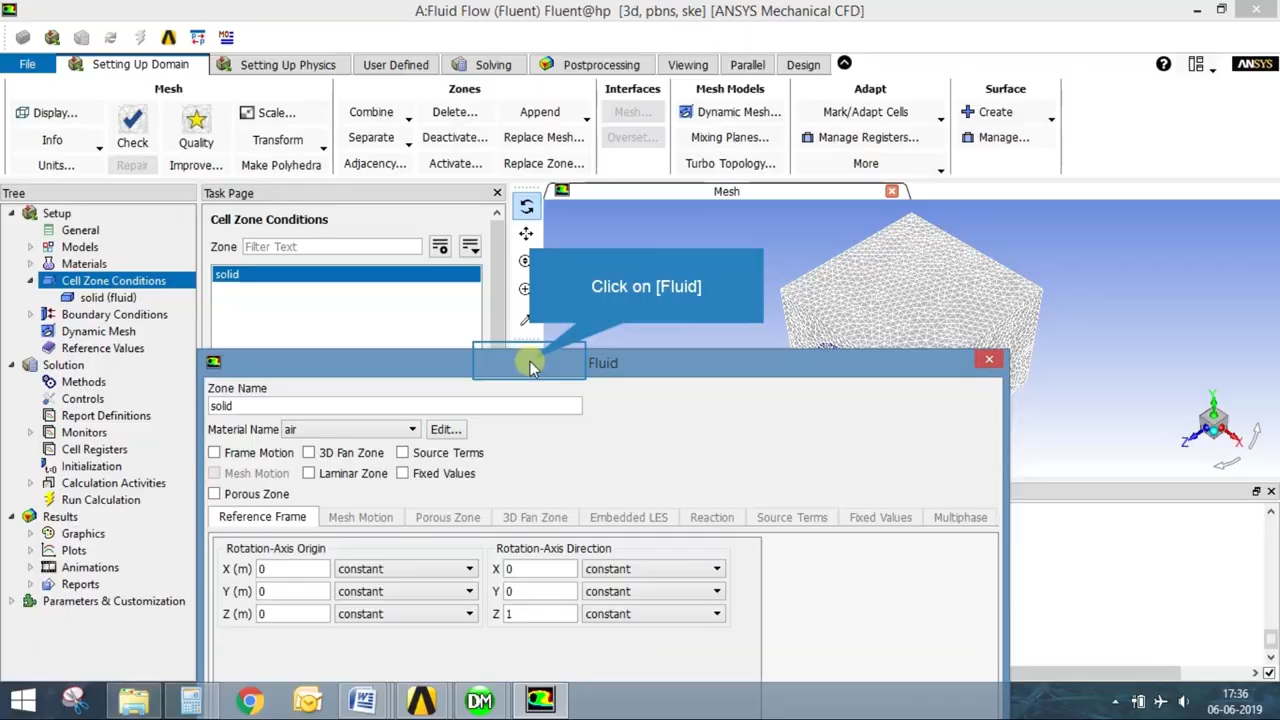 A:Fluid Flow (Fluent) Fluent@hp [3d, pbns, ske] [ANSYS Mechanical CFD]
File
Setting Up Domain
Setting Up Physics
User Defined
Solving
Postprocessing
Viewing
Parallel
Design
ANSYS
Mesh
Zones
Interfaces
Mesh Models
Adapt
Surface
Display...
Scale...
Combine
Delete...
Append
Mesh...
Dynamic Mesh...
Mark/Adapt Cells
Create
Info
Check
Quality
Transform
Separate
Deactivate...
Replace Mesh...
Overset...
Mixing Planes...
Manage Registers...
Manage...
Units...
Repair
Improve...
Make Polyhedra
Adjacency...
Activate...
Replace Zone...
Turbo Topology...
More
Tree
Task Page
Mesh
Setup
General
Models
Materials
Cell Zone Conditions
solid (fluid)
Boundary Conditions
Dynamic Mesh
Reference Values
Solution
Methods
Controls
Report Definitions
Monitors
Cell Registers
Initialization
Calculation Activities
Run Calculation
Results
Graphics
Plots
Animations
Reports
Parameters & Customization
Cell Zone Conditions
Zone Filter Text
solid
Click on [Fluid]
Fluid
Zone Name
solid
Material Name air Edit...
Frame Motion 3D Fan Zone Source Terms
Mesh Motion Laminar Zone Fixed Values
Porous Zone
Reference Frame Mesh Motion Porous Zone 3D Fan Zone Embedded LES Reaction Source Terms Fixed Values Multiphase
Rotation-Axis Origin Rotation-Axis Direction
X (m) 0 constant X 0 constant
Y (m) 0 constant Y 0 constant
Z (m) 0 constant Z 1 constant
Y
Z
X
MO
DM
17:36
06-06-2019